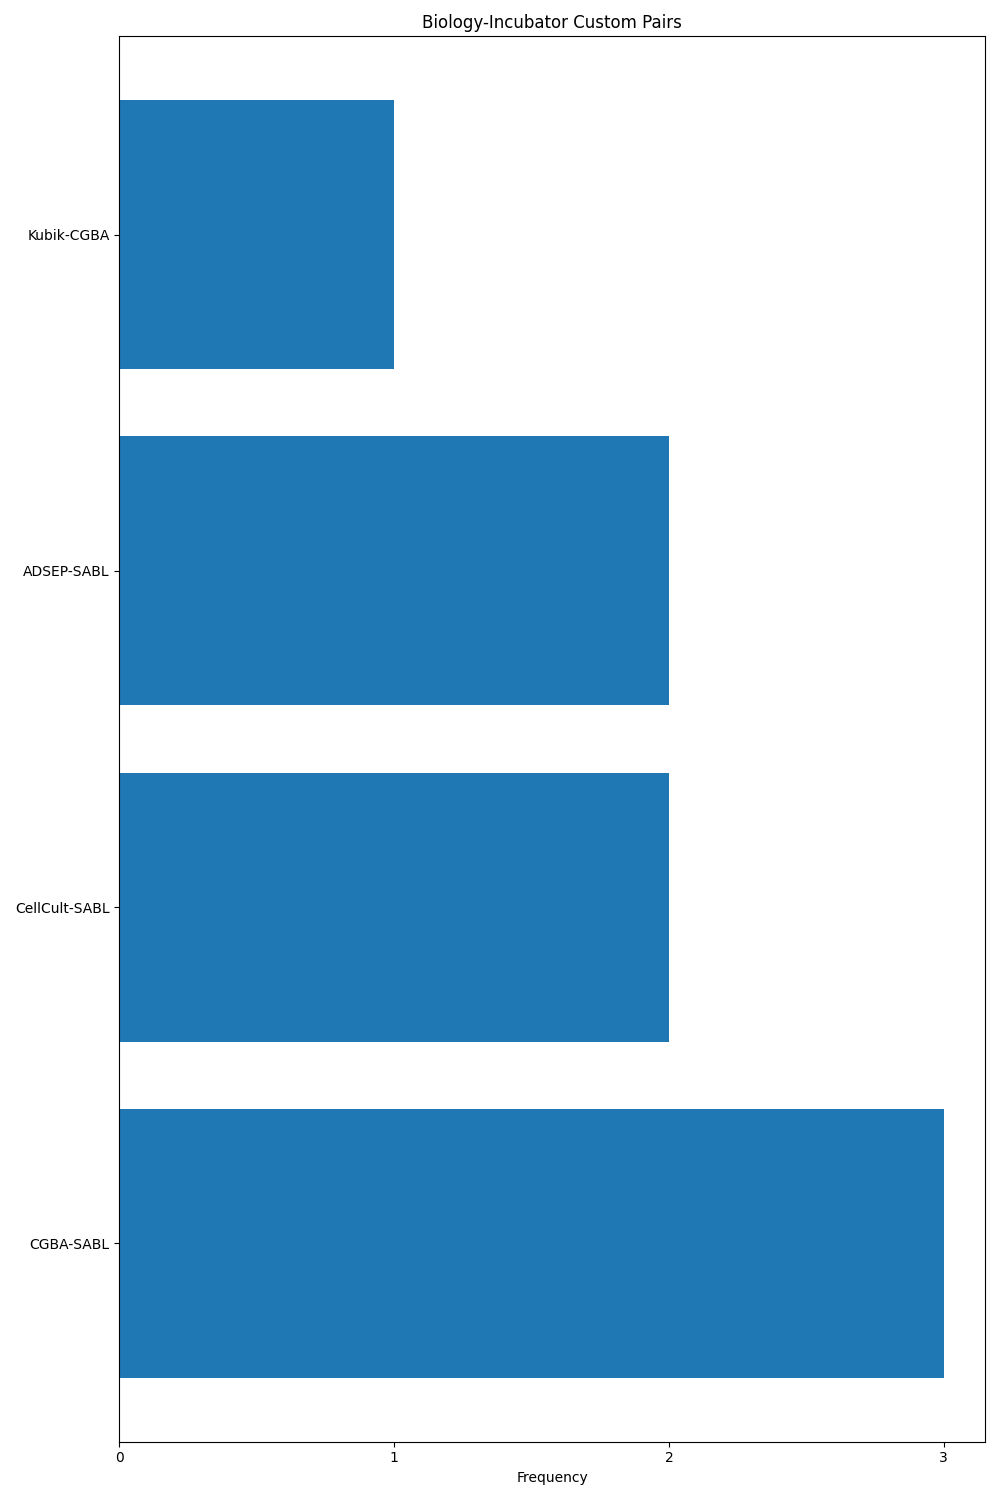 Biology-Incubator Custom Pairs
Kubik-CGBA
ADSEP-SABL
CellCult-SABL
CGBA-SABL
0 1 2 3
Frequency